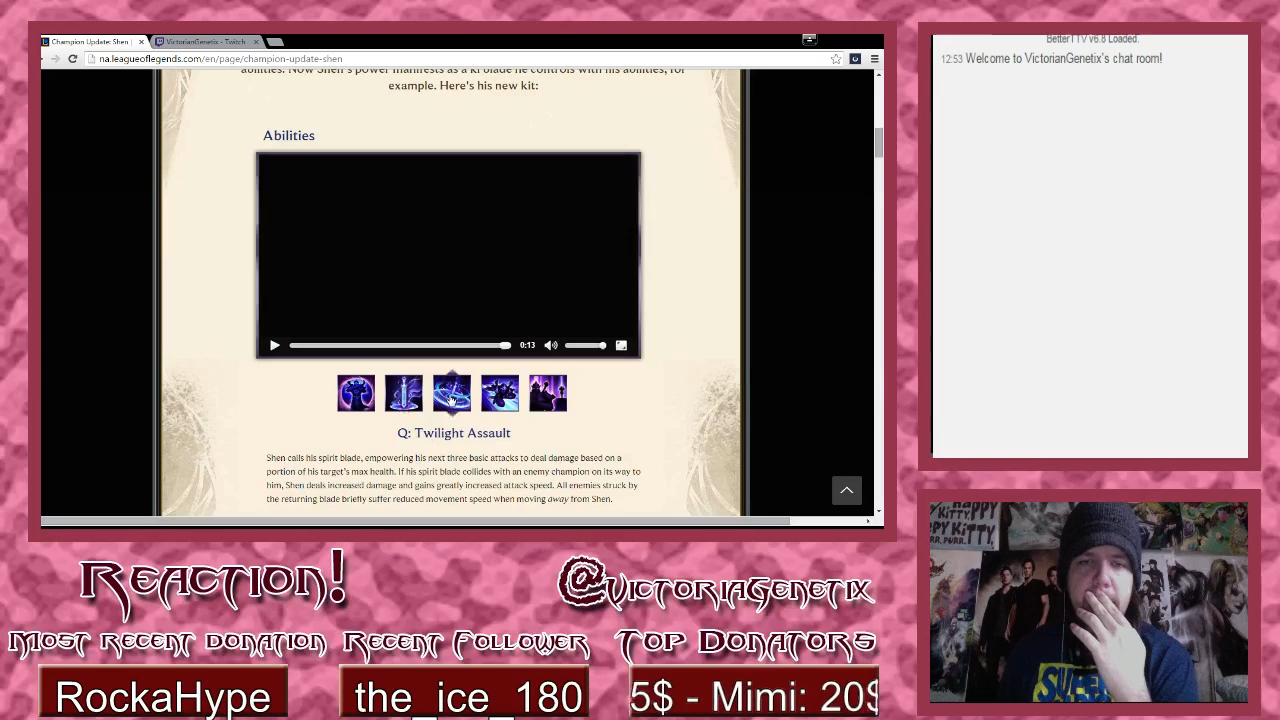 Champion Update: Shen
VictorianGenetix - Twitch
na.leagueoflegends.com/en/page/champion-update-shen
abilities. Now Shen's power manifests as a ki blade he controls with his abilities, for
example. Here's his new kit:
Abilities
0:13
Q: Twilight Assault
Shen calls his spirit blade, empowering his next three basic attacks to deal damage based on a
portion of his target's max health. If his spirit blade collides with an enemy champion on its way to
him, Shen deals increased damage and gains greatly increased attack speed. All enemies struck by
the returning blade briefly suffer reduced movement speed when moving away from Shen.
BetterTTV v6.8 Loaded.
12:53 Welcome to VictorianGenetix's chat room!
HAPPY
KITTY,
HAPPY KITTY,
PURR. PURR.
Reaction!
@VictoriaGenetix
Most recent donation
Recent Follower
Top Donators
RockaHype
the_ice_180
5$ - Mimi: 20$